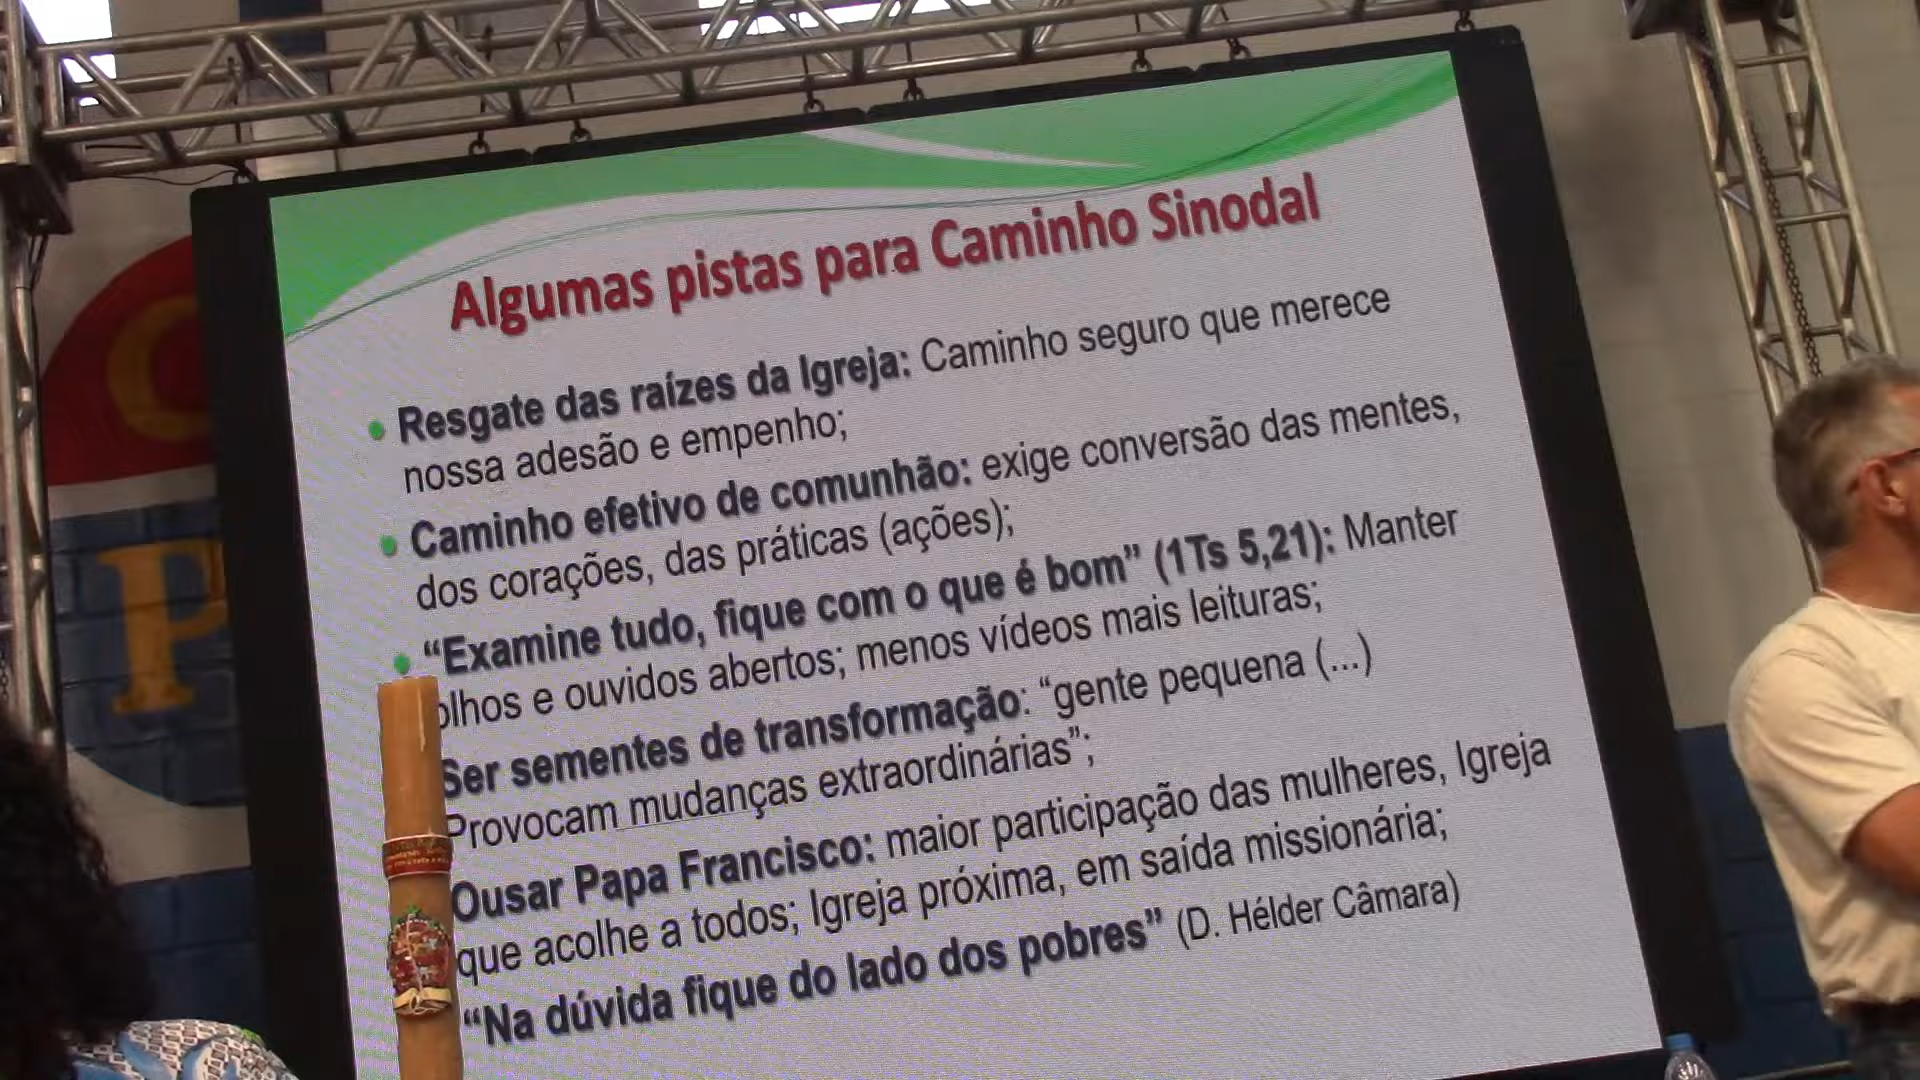 Algumas pistas para Caminho Sinodal
• Resgate das raízes da Igreja: Caminho seguro que merece
nossa adesão e empenho;
• Caminho efetivo de comunhão: exige conversão das mentes,
dos corações, das práticas (ações);
• “Examine tudo, fique com o que é bom” (1Ts 5,21): Manter
olhos e ouvidos abertos; menos vídeos mais leituras;
Ser sementes de transformação: “gente pequena (...)
Provocam mudanças extraordinárias”;
Ousar Papa Francisco: maior participação das mulheres, Igreja
que acolhe a todos; Igreja próxima, em saída missionária;
“Na dúvida fique do lado dos pobres” (D. Hélder Câmara)
C
P